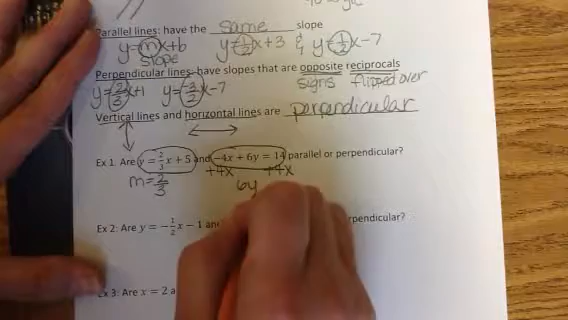 Parallel lines: have the same slope
y=mx+b y=1/2x+3 & y=1/2x-7
slope
Perpendicular lines: have slopes that are opposite reciprocals
signs flipped over
y=2/3x+1 y=-3/2x-7
Vertical lines and horizontal lines are perpendicular
Ex 1. Are y = 2/3 x + 5 and -4x + 6y = 14 parallel or perpendicular?
+4x +4x
m=2/3
6y
Ex 2: Are y = -1/2 x - 1 an rpendicular?
Ex 3: Are x = 2 a